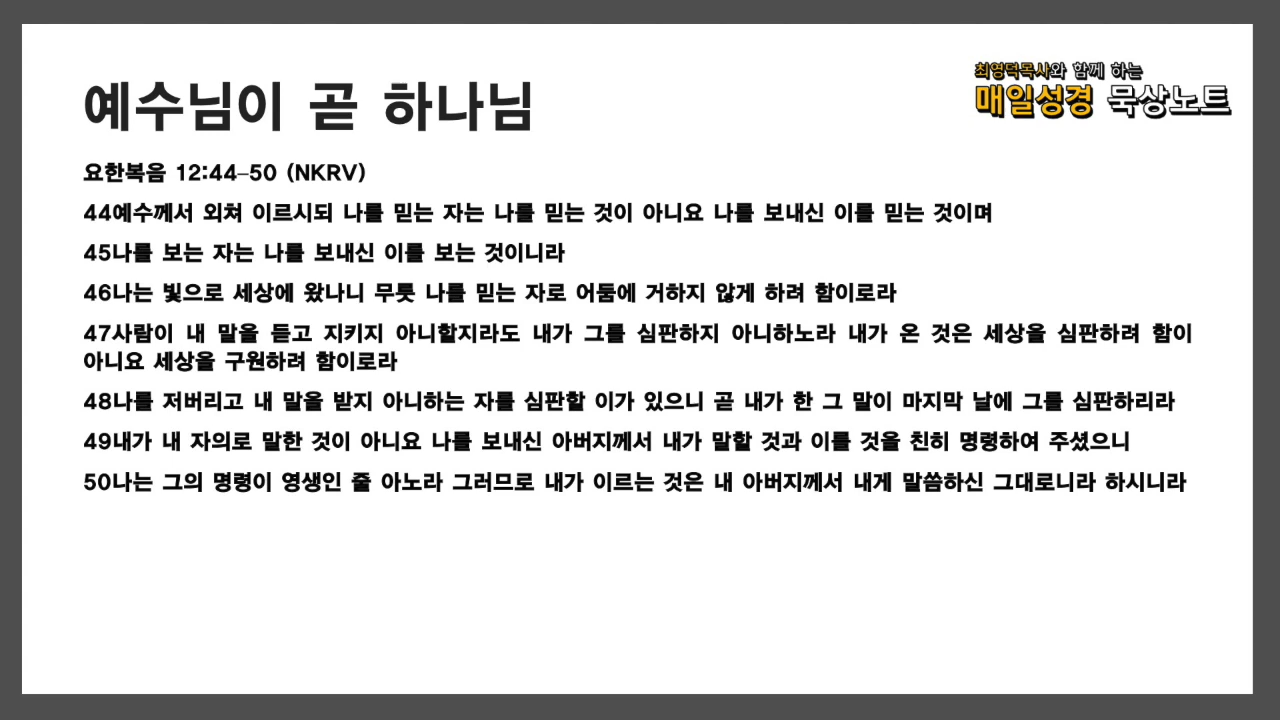 최영덕목사와 함께 하는
매일성경 묵상노트
예수님이 곧 하나님
요한복음 12:44–50 (NKRV)
44예수께서 외쳐 이르시되 나를 믿는 자는 나를 믿는 것이 아니요 나를 보내신 이를 믿는 것이며
45나를 보는 자는 나를 보내신 이를 보는 것이니라
46나는 빛으로 세상에 왔나니 무릇 나를 믿는 자로 어둠에 거하지 않게 하려 함이로라
47사람이 내 말을 듣고 지키지 아니할지라도 내가 그를 심판하지 아니하노라 내가 온 것은 세상을 심판하려 함이
아니요 세상을 구원하려 함이로라
48나를 저버리고 내 말을 받지 아니하는 자를 심판할 이가 있으니 곧 내가 한 그 말이 마지막 날에 그를 심판하리라
49내가 내 자의로 말한 것이 아니요 나를 보내신 아버지께서 내가 말할 것과 이를 것을 친히 명령하여 주셨으니
50나는 그의 명령이 영생인 줄 아노라 그러므로 내가 이르는 것은 내 아버지께서 내게 말씀하신 그대로니라 하시니라